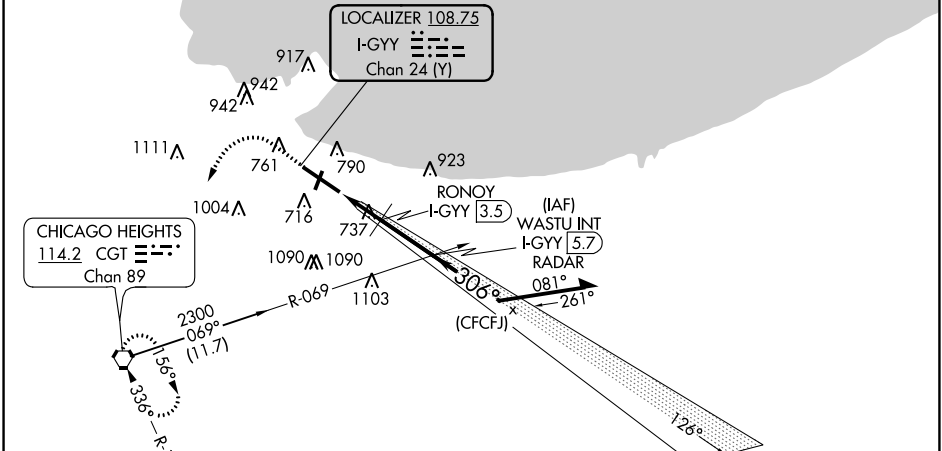 LOCALIZER 108.75
I-GYY
Chan 24 (Y)
917
942
942
1111
761
790
923
1004
716
737
RONOY
I-GYY 3.5
(IAF)
WASTU INT
I-GYY 5.7
RADAR
CHICAGO HEIGHTS
114.2 CGT
Chan 89
1090
1090
1103
306°
081°
261°
(CFCFJ)
x
R-069
2300
069°
(11.7)
156°
336°
R-
126°